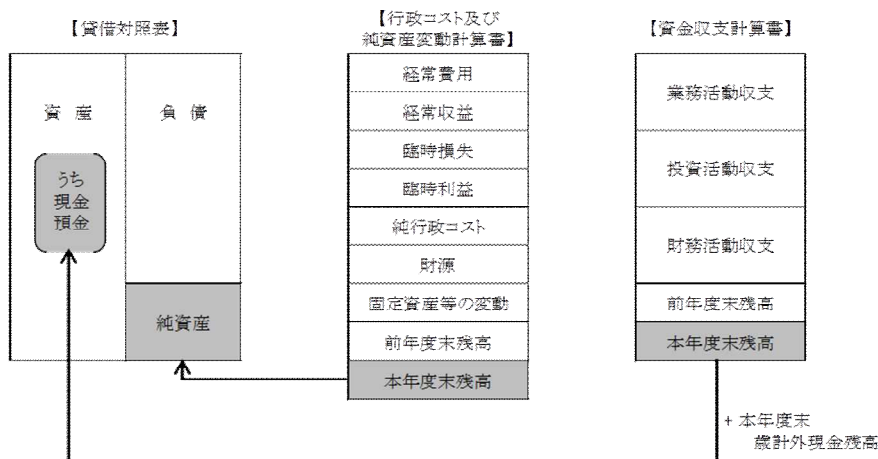 【貸借対照表】
資 産
負 債
うち
現金
預金
純資産
【行政コスト及び
純資産変動計算書】
経常費用
経常収益
臨時損失
臨時利益
純行政コスト
財源
固定資産等の変動
前年度末残高
本年度末残高
【資金収支計算書】
業務活動収支
投資活動収支
財務活動収支
前年度末残高
本年度末残高
+ 本年度末
歳計外現金残高